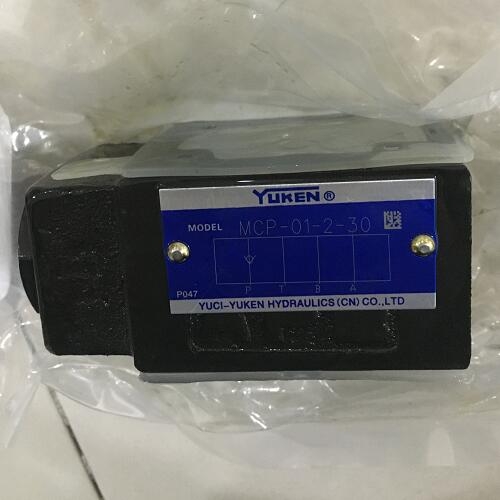 YUKEN ®
MODEL MCP-01-2-30
P T B A
P047
YUCI-YUKEN HYDRAULICS (CN) CO.,LTD